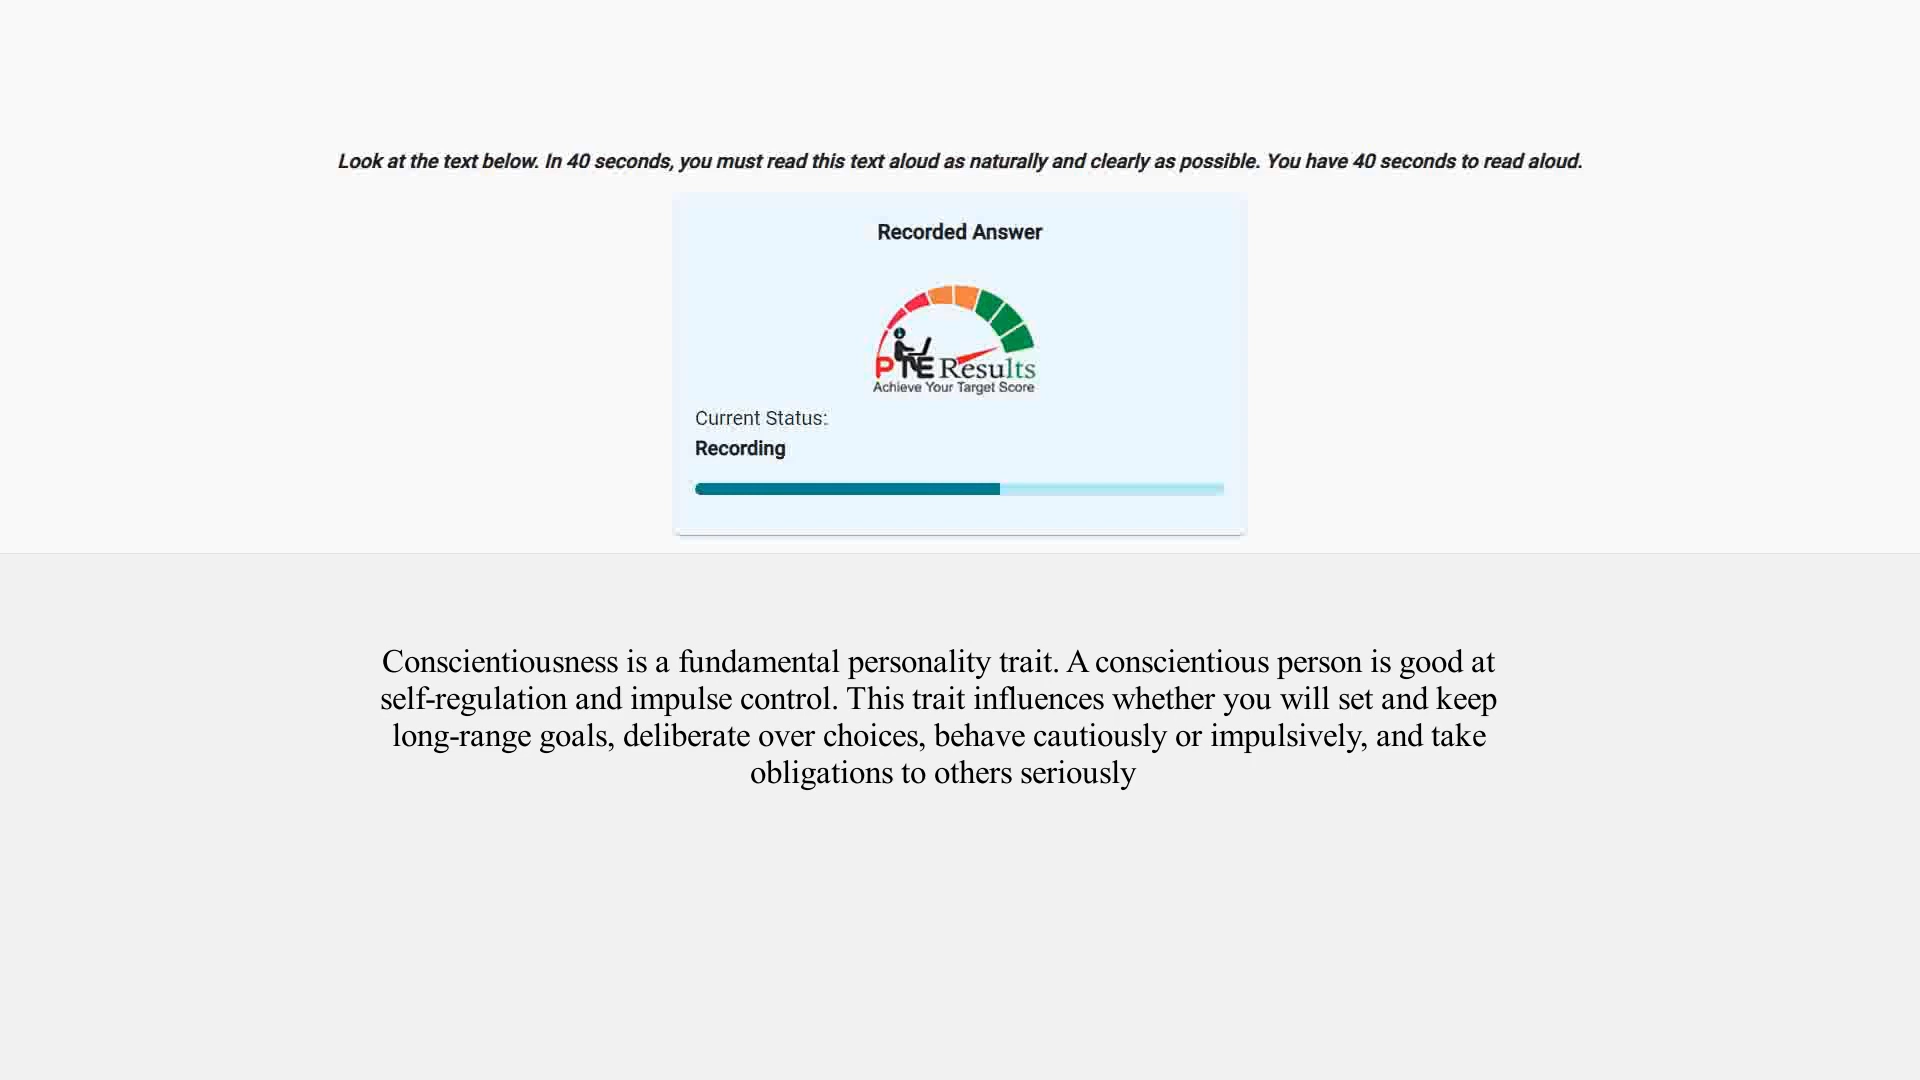 Look at the text below. In 40 seconds, you must read this text aloud as naturally and clearly as possible. You have 40 seconds to read aloud.
Recorded Answer
PTE Results
Achieve Your Target Score
Current Status:
Recording
Conscientiousness is a fundamental personality trait. A conscientious person is good at
self-regulation and impulse control. This trait influences whether you will set and keep
long-range goals, deliberate over choices, behave cautiously or impulsively, and take
obligations to others seriously